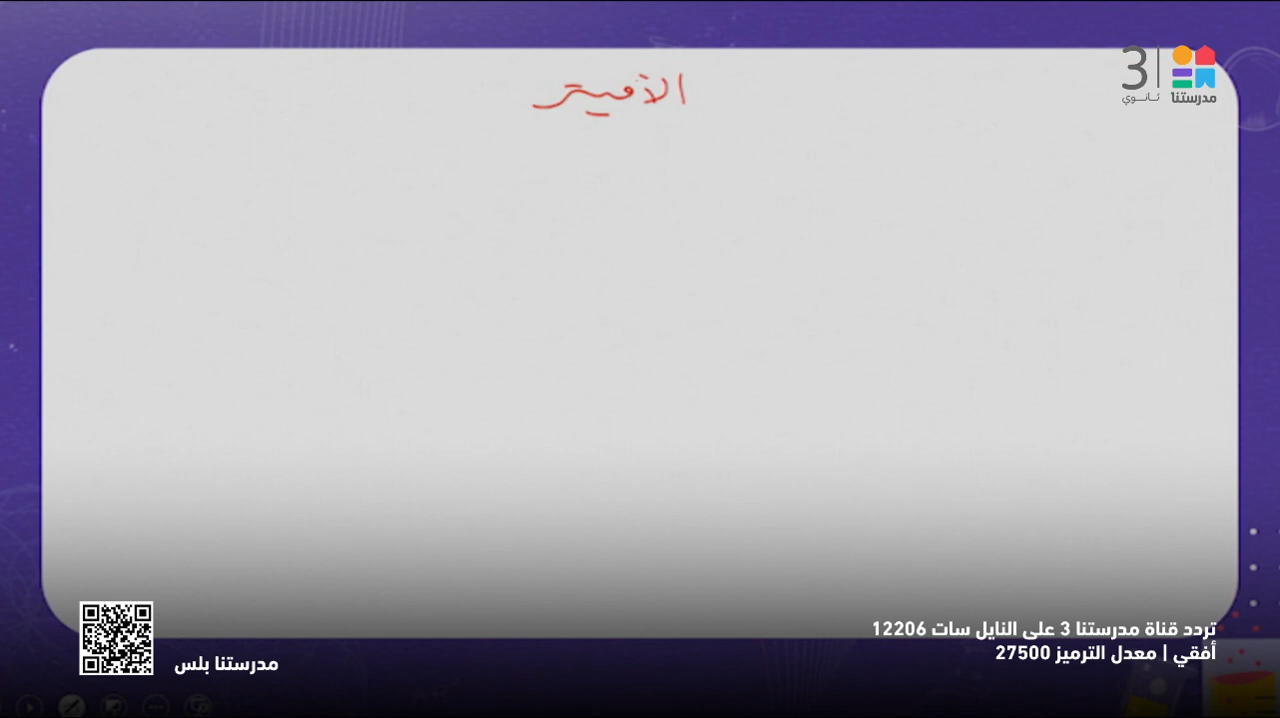 الأميتر
3
ثانوي
مدرستنا
تردد قناة مدرستنا 3 على النايل سات 12206
أفقي | معدل الترميز 27500
مدرستنا بلس